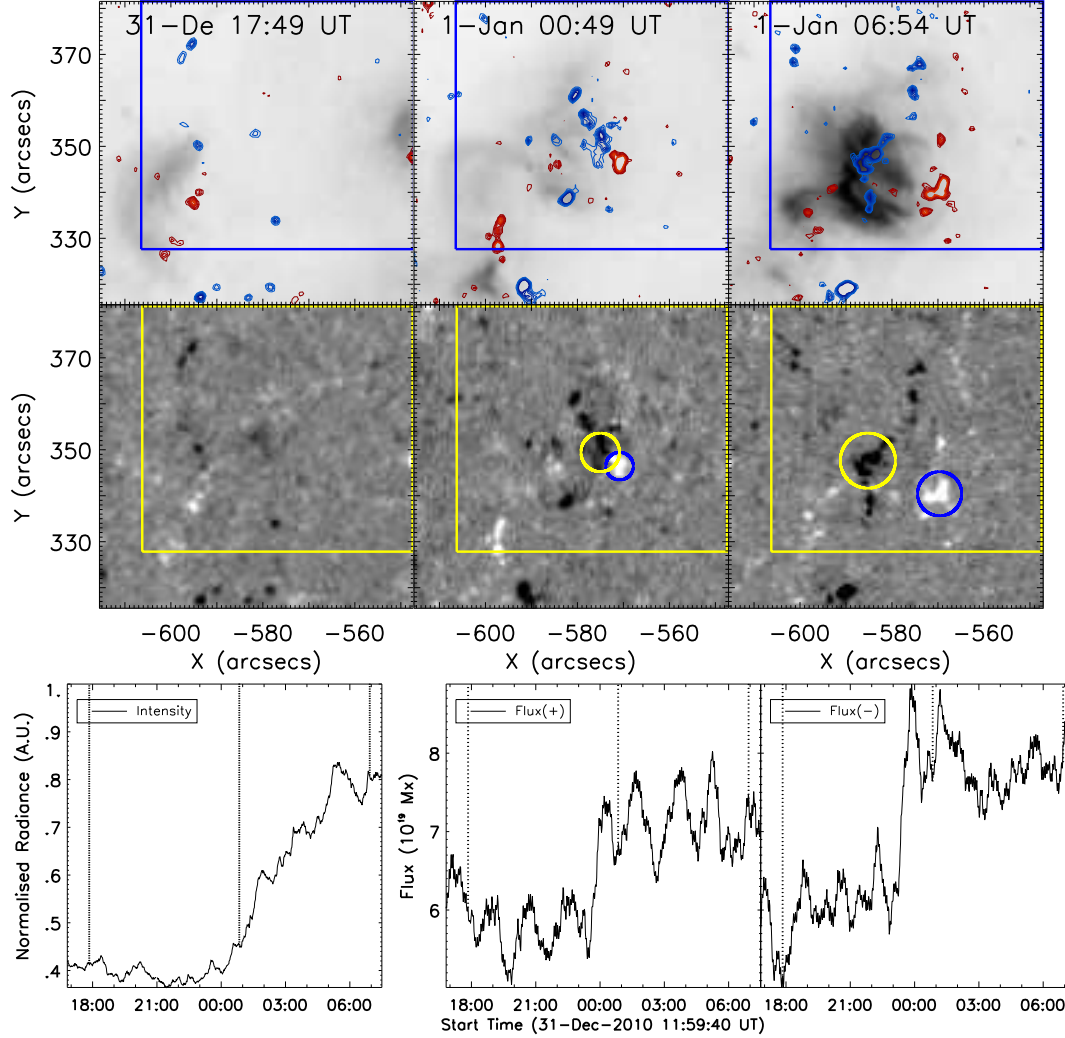 31-De 17:49 UT 1-Jan 00:49 UT 1-Jan 06:54 UT
370
350
330
Y (arcsecs)
370
350
330
Y (arcsecs)
-600 -580 -560 -600 -580 -560 -600 -580 -560
X (arcsecs) X (arcsecs) X (arcsecs)
Intensity
1.
.9
.8
.7
.6
.5
.4
Normalised Radiance (A.U.)
18:00 21:00 00:00 03:00 06:00
Flux(+)
8
7
6
Flux (10¹⁹ Mx)
18:00 21:00 00:00 03:00 06:00
Flux(-)
18:00 21:00 00:00 03:00 06:00
Start Time (31-Dec-2010 11:59:40 UT)